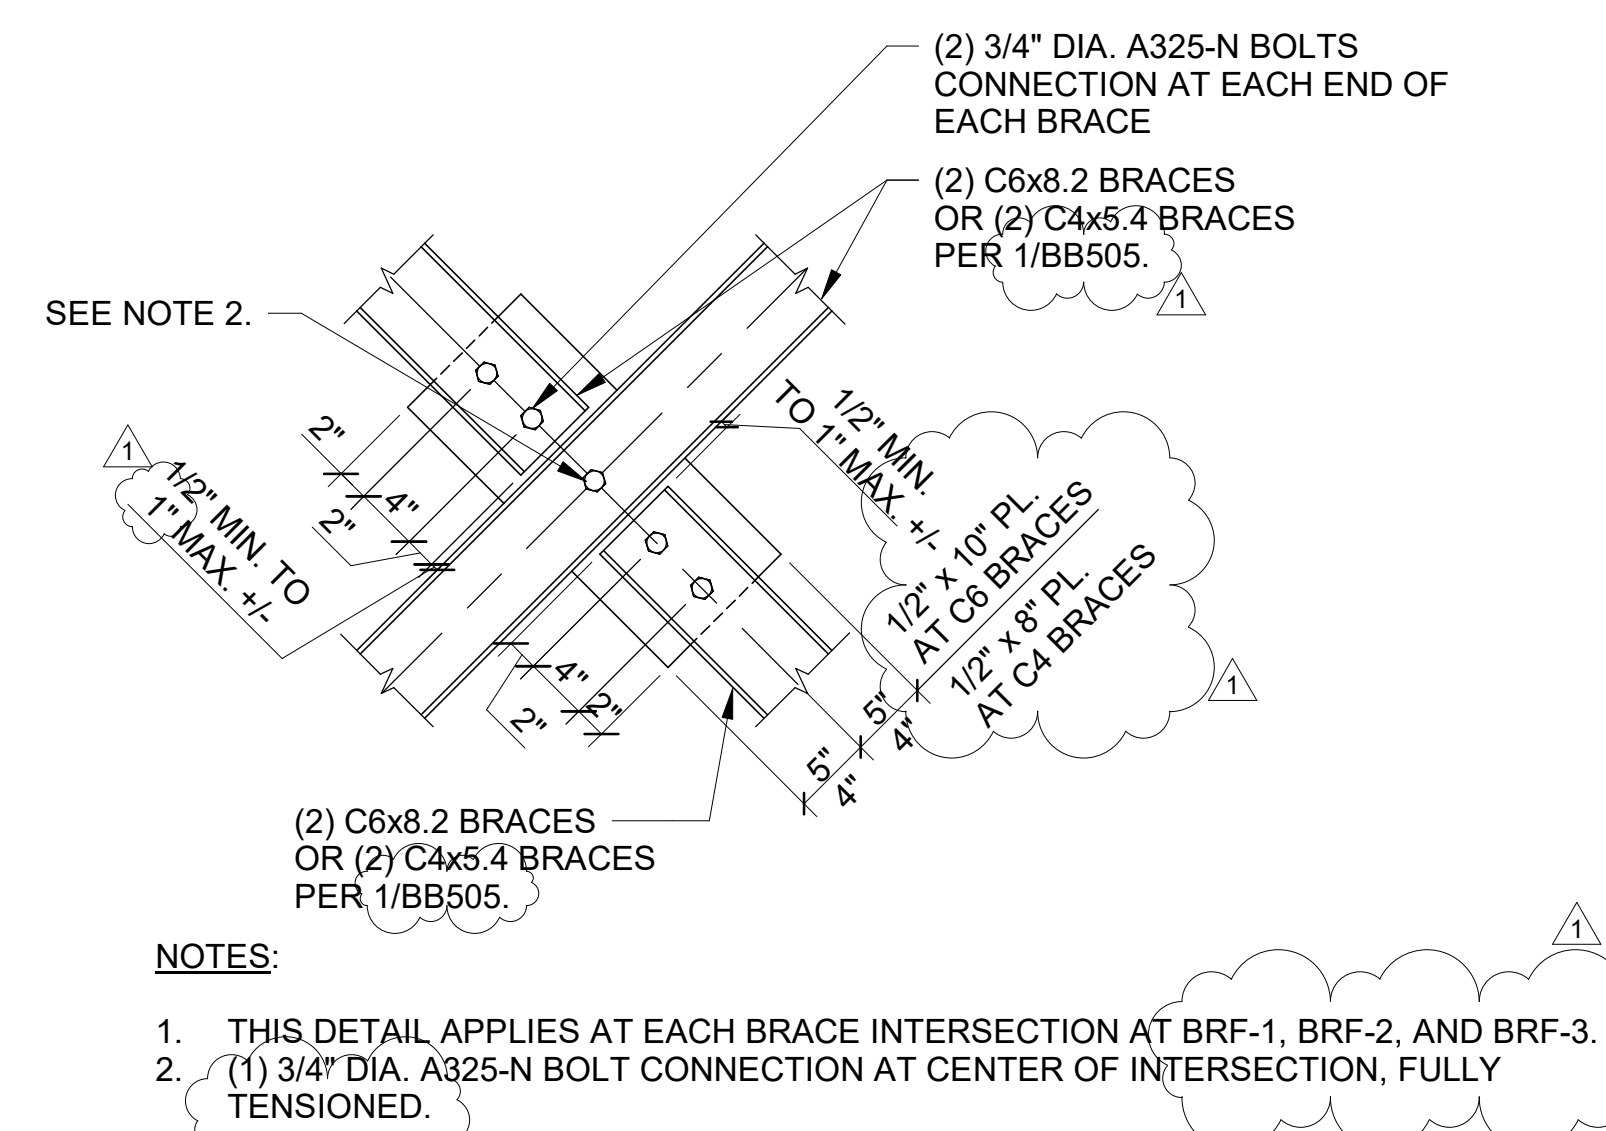 (2) 3/4" DIA. A325-N BOLTS
CONNECTION AT EACH END OF
EACH BRACE
(2) C6x8.2 BRACES
OR (2) C4x5.4 BRACES
PER 1/BB505.
1
SEE NOTE 2.
1
1/2" MIN. TO
1" MAX. +/-
2"
4"
2"
1/2" MIN.
TO 1" MAX. +/-
1/2" x 10" PL.
AT C6 BRACES
1/2" x 8" PL.
AT C4 BRACES
1
4"
2"
2"
5"
4"
5"
4"
(2) C6x8.2 BRACES
OR (2) C4x5.4 BRACES
PER 1/BB505.
1
NOTES:
1. THIS DETAIL APPLIES AT EACH BRACE INTERSECTION AT BRF-1, BRF-2, AND BRF-3.
2. (1) 3/4" DIA. A325-N BOLT CONNECTION AT CENTER OF INTERSECTION, FULLY
TENSIONED.